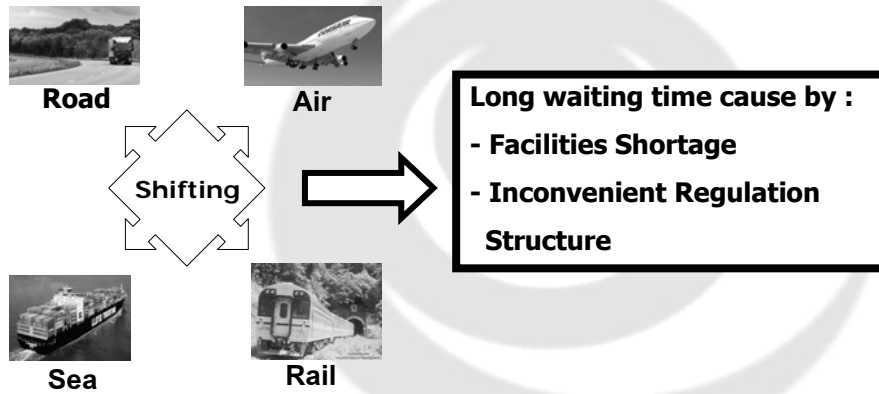 Road
Air
Shifting
Sea
Rail
Long waiting time cause by :
- Facilities Shortage
- Inconvenient Regulation
Structure